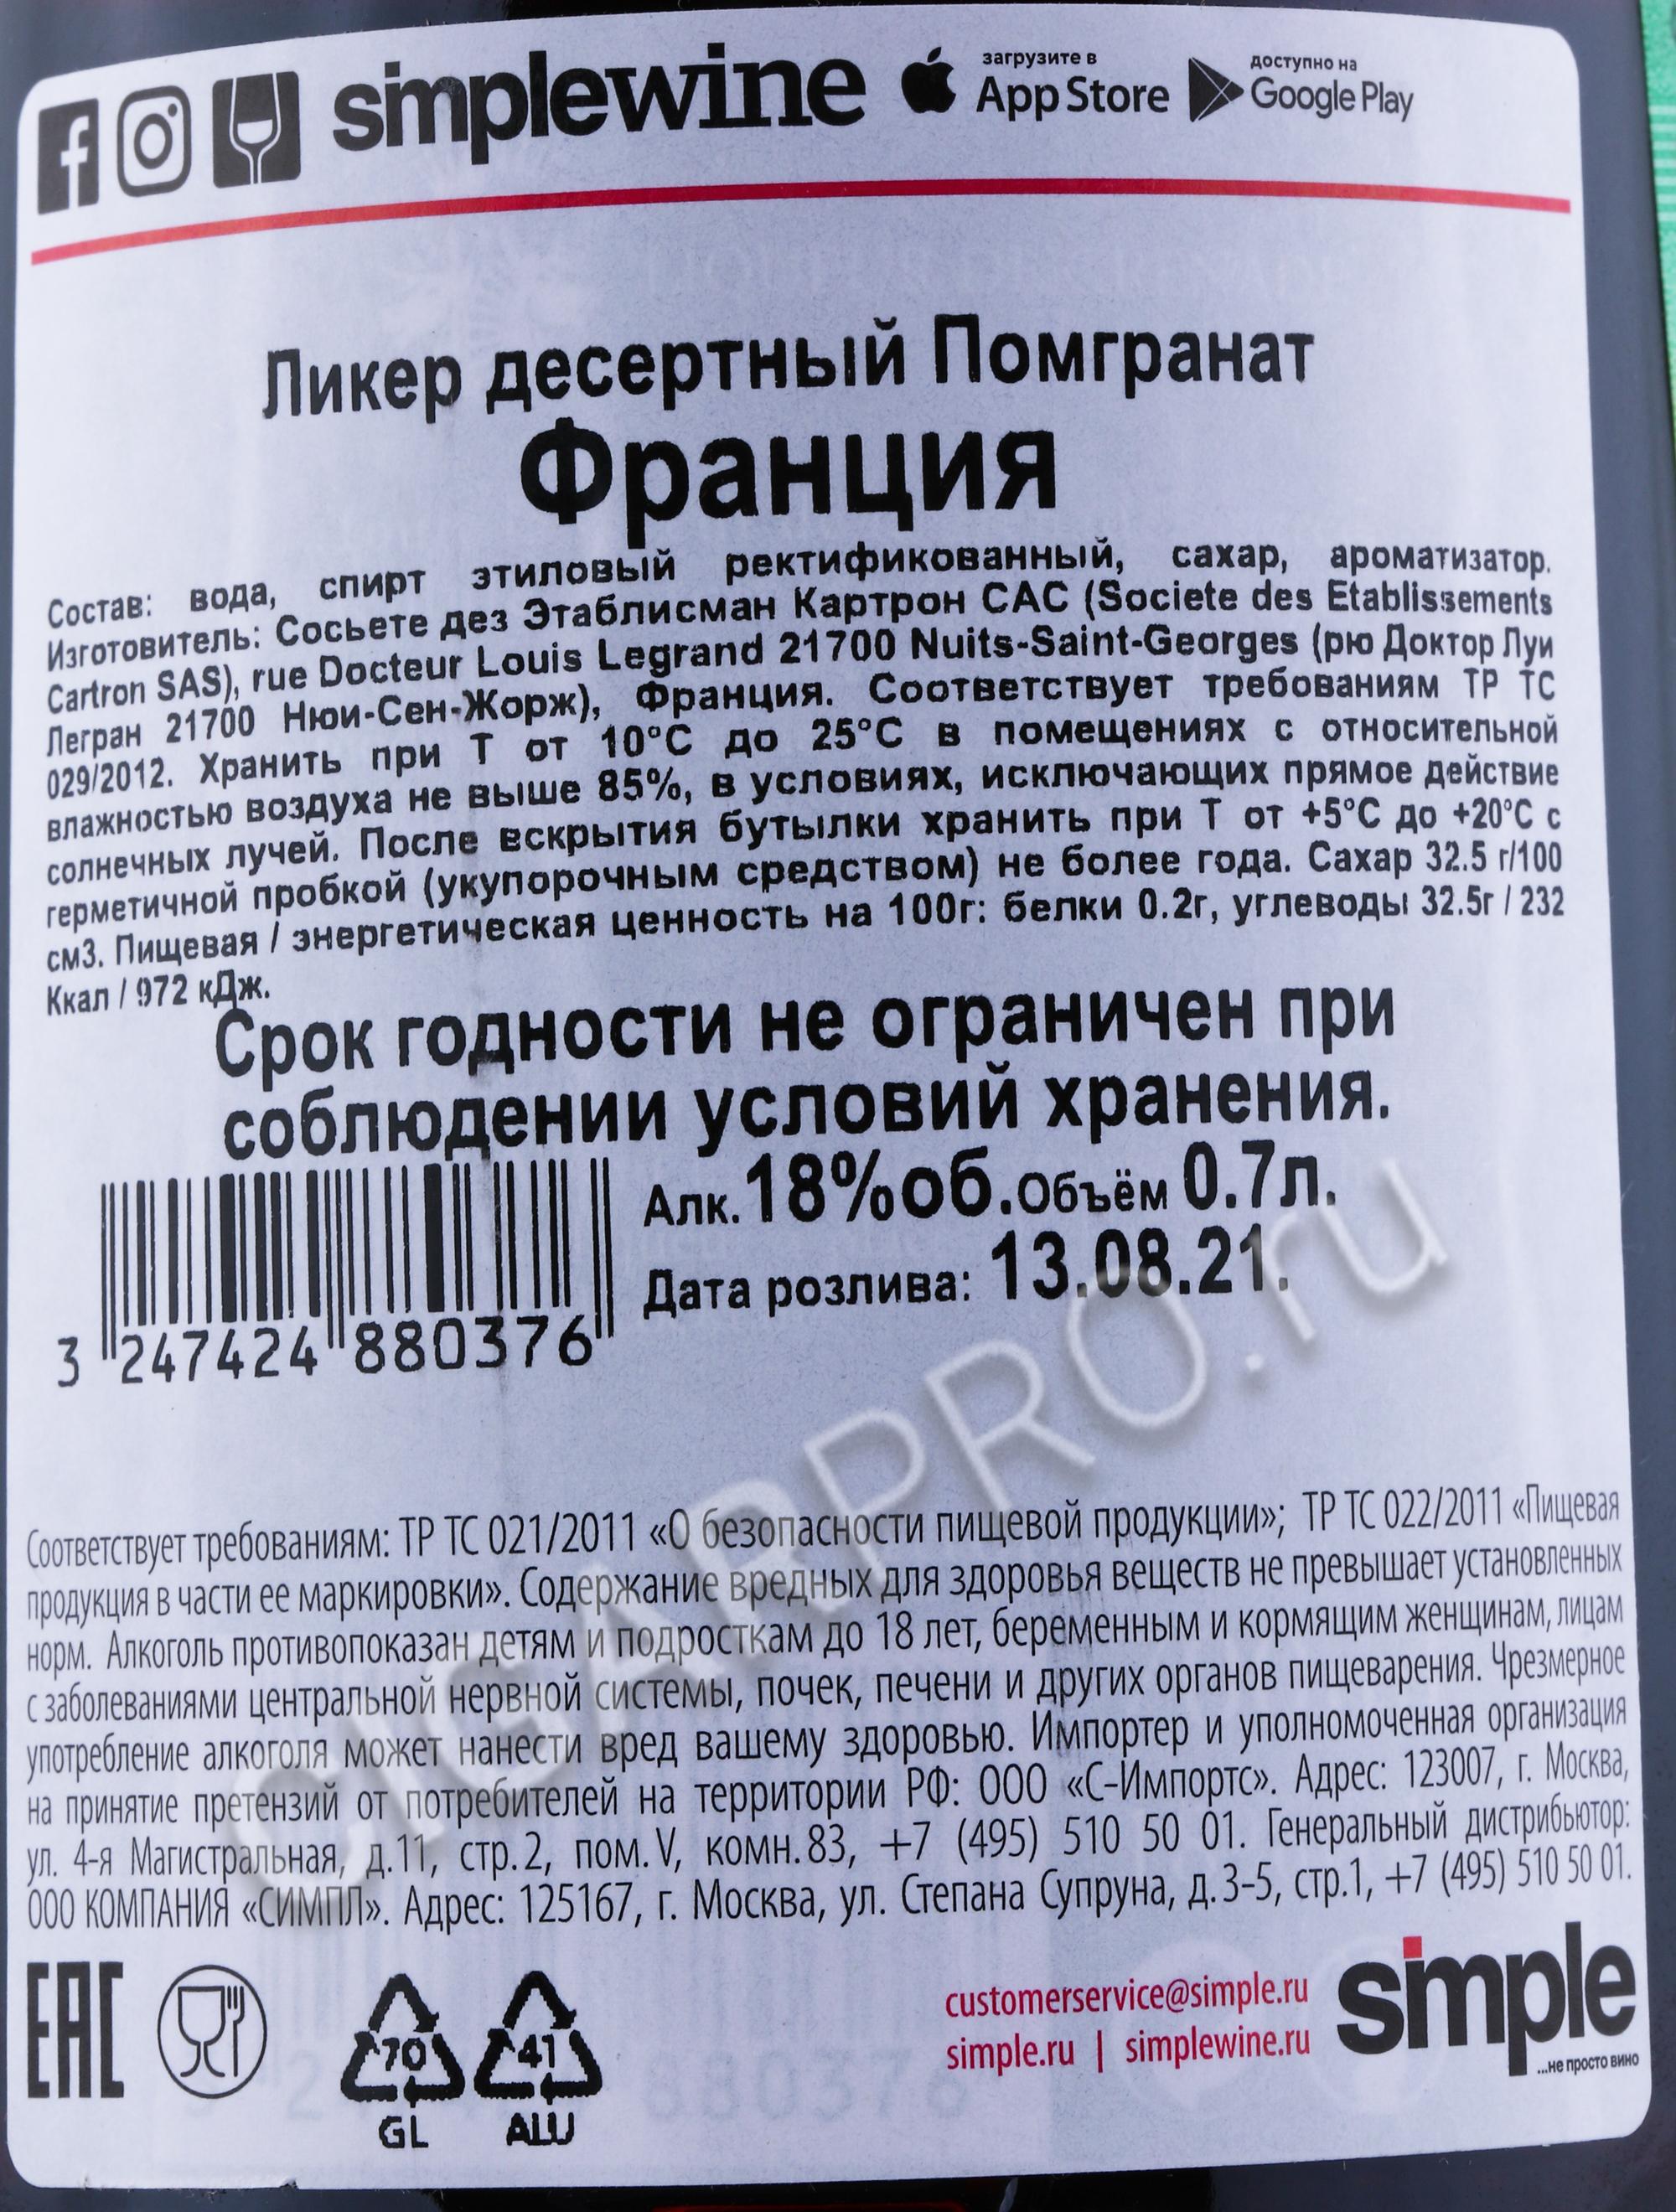 simplewine
загрузите в
App Store
доступно на
Google Play
Ликер десертный Помгранат
Франция
Состав: вода, спирт этиловый ректификованный, сахар, ароматизатор.
Изготовитель: Сосьете дез Этаблисман Картрон САС (Societe des Etablissements
Cartron SAS), rue Docteur Louis Legrand 21700 Nuits-Saint-Georges (рю Доктор Луи
Легран 21700 Нюи-Сен-Жорж), Франция. Соответствует требованиям ТР ТС
029/2012. Хранить при Т от 10°С до 25°С в помещениях с относительной
влажностью воздуха не выше 85%, в условиях, исключающих прямое действие
солнечных лучей. После вскрытия бутылки хранить при Т от +5°С до +20°С с
герметичной пробкой (укупорочным средством) не более года. Сахар 32.5 г/100
см3. Пищевая / энергетическая ценность на 100г: белки 0.2г, углеводы 32.5г / 232
Ккал / 972 кДж.
Срок годности не ограничен при
соблюдении условий хранения.
Алк. 18%об. Объём 0.7л.
Дата розлива: 13.08.21.
3 247424 880376
CIGARPRO.ru
Соответствует требованиям: ТР ТС 021/2011 «О безопасности пищевой продукции»; ТР ТС 022/2011 «Пищевая
продукция в части ее маркировки». Содержание вредных для здоровья веществ не превышает установленных
норм. Алкоголь противопоказан детям и подросткам до 18 лет, беременным и кормящим женщинам, лицам
с заболеваниями центральной нервной системы, почек, печени и других органов пищеварения. Чрезмерное
употребление алкоголя может нанести вред вашему здоровью. Импортер и уполномоченная организация
на принятие претензий от потребителей на территории РФ: ООО «С-Импортс». Адрес: 123007, г. Москва,
ул. 4-я Магистральная, д.11, стр.2, пом.V, комн.83, +7 (495) 510 50 01. Генеральный дистрибьютор:
ООО КОМПАНИЯ «СИМПЛ». Адрес: 125167, г. Москва, ул. Степана Супруна, д.3-5, стр.1, +7 (495) 510 50 01.
EAC
70
GL
41
ALU
customerservice@simple.ru
simple.ru | simplewine.ru
simple
...не просто вино